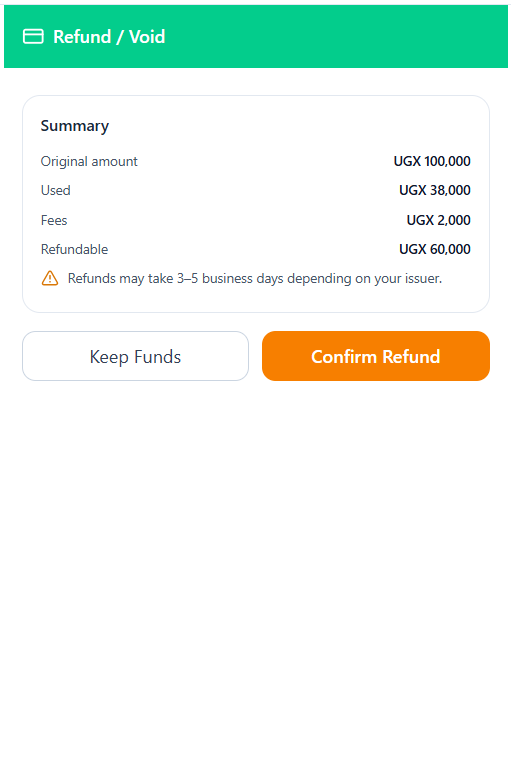 Refund / Void
Summary
Original amount UGX 100,000
Used UGX 38,000
Fees UGX 2,000
Refundable UGX 60,000
Refunds may take 3–5 business days depending on your issuer.
Keep Funds Confirm Refund